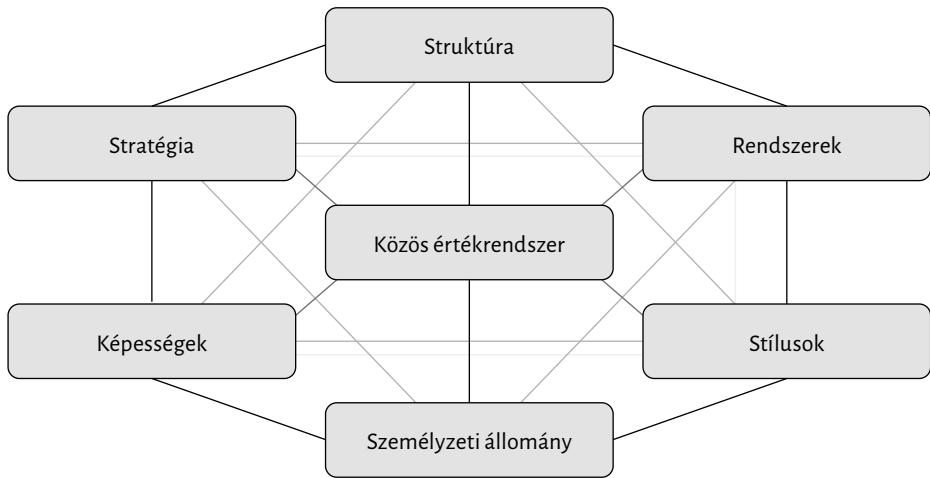 Struktúra
Stratégia
Rendszerek
Közös értékrendszer
Képességek
Stílusok
Személyzeti állomány